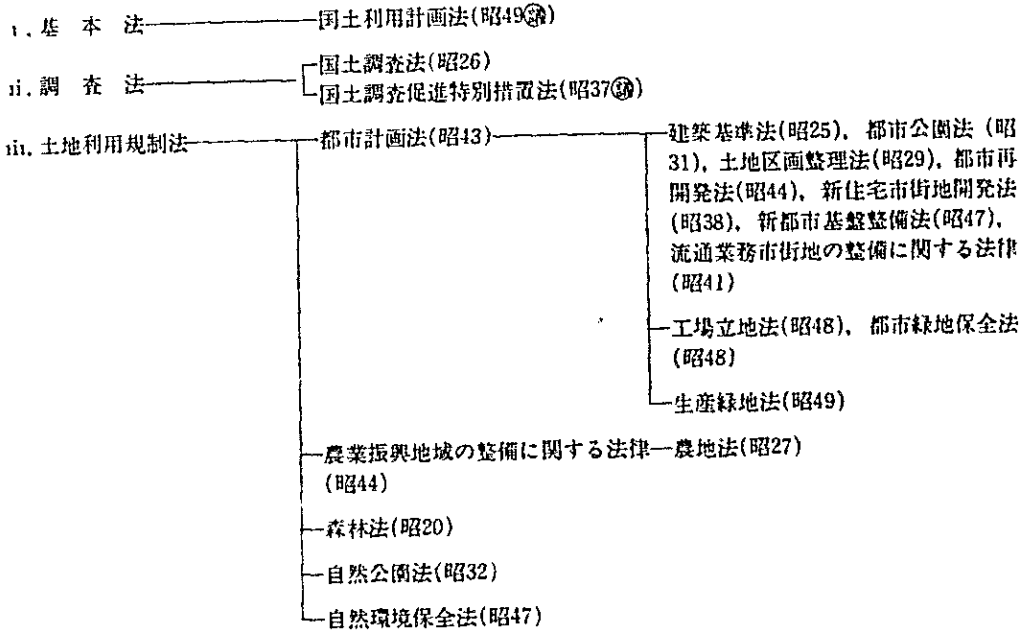 i. 基本法 国土利用計画法(昭49議)
ii. 調査法 国土調査法(昭26)
国土調査促進特別措置法(昭37議)
iii. 土地利用規制法 都市計画法(昭43) 建築基準法(昭25), 都市公園法(昭
31), 土地区画整理法(昭29), 都市再
開発法(昭44), 新住宅市街地開発法
(昭38), 新都市基盤整備法(昭47),
流通業務市街地の整備に関する法律
(昭41)
工場立地法(昭48), 都市緑地保全法
(昭48)
生産緑地法(昭49)
農業振興地域の整備に関する法律 農地法(昭27)
(昭44)
森林法(昭20)
自然公園法(昭32)
自然環境保全法(昭47)